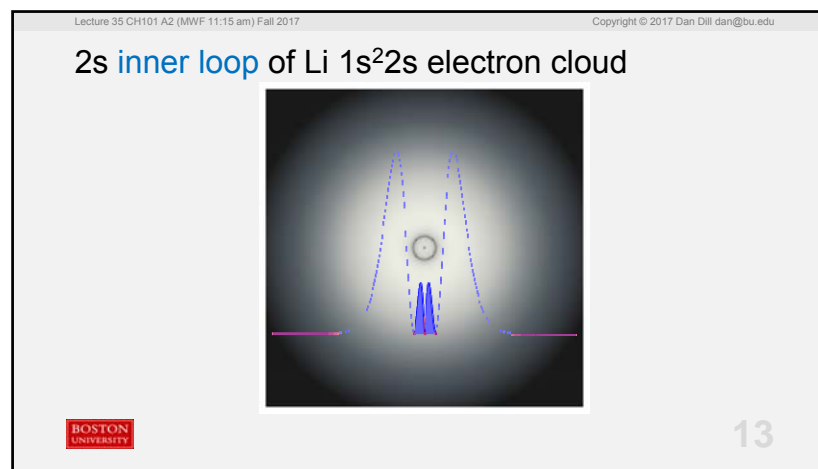 Lecture 35 CH101 A2 (MWF 11:15 am) Fall 2017
Copyright © 2017 Dan Dill dan@bu.edu
2s inner loop of Li 1s²2s electron cloud
BOSTON
UNIVERSITY
13